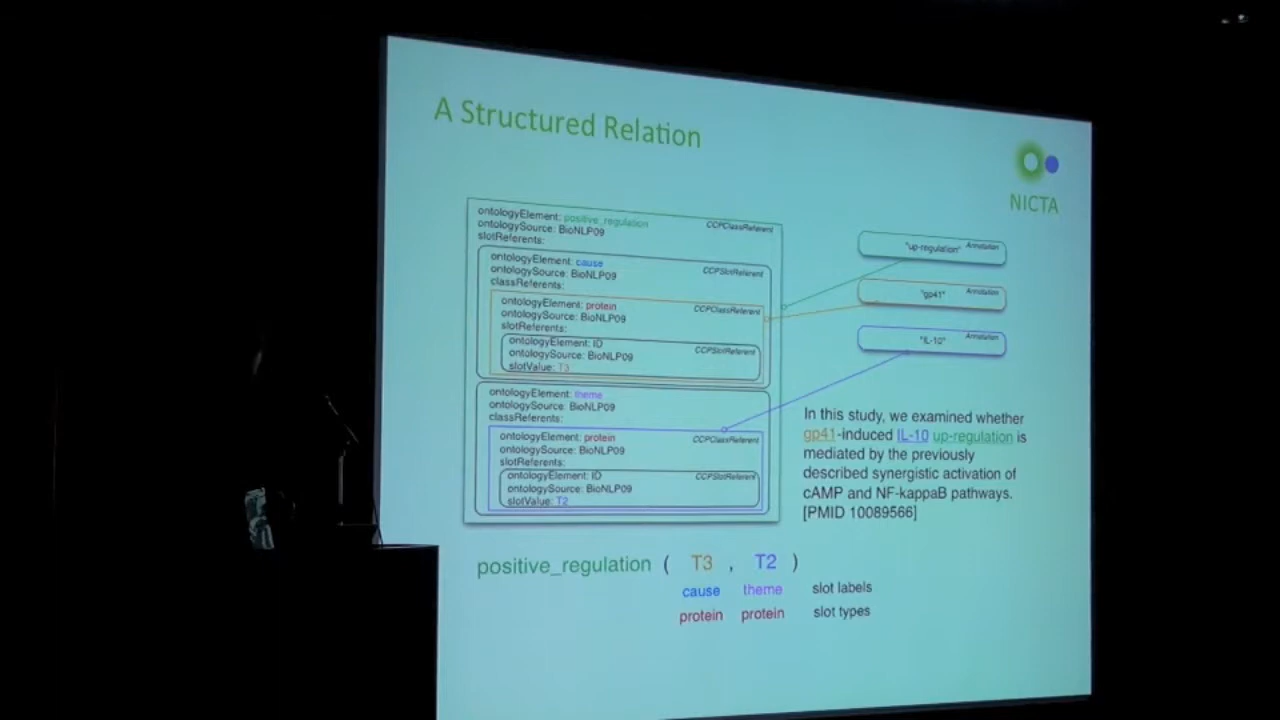 A Structured Relation
NICTA
ontologyElement: positive_regulation
CCPClassReferent
ontologySource: BioNLP09
slotReferents:
ontologyElement: cause
CCPSlotReferent
ontologySource: BioNLP09
classReferents:
ontologyElement: protein
CCPClassReferent
ontologySource: BioNLP09
slotReferents:
ontologyElement: ID
CCPSlotReferent
ontologySource: BioNLP09
slotValue: T3
ontologyElement: theme
ontologySource: BioNLP09
classReferents:
ontologyElement: protein
CCPClassReferent
ontologySource: BioNLP09
slotReferents:
ontologyElement: ID
CCPSlotReferent
ontologySource: BioNLP09
slotValue: T2
"up-regulation"
Annotation
"gp41"
Annotation
"IL-10"
Annotation
In this study, we examined whether
gp41-induced IL-10 up-regulation is
mediated by the previously
described synergistic activation of
cAMP and NF-kappaB pathways.
[PMID 10089566]
positive_regulation ( T3 , T2 )
cause theme slot labels
protein protein slot types